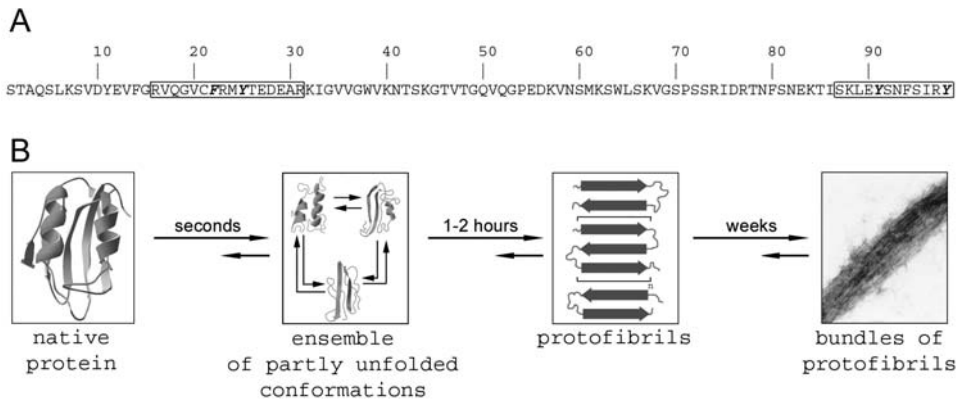 A
10 20 30 40 50 60 70 80 90
STAQSLKSVDYEVFGRVQGVCFRMYTEDEARKIGVVGWVKNTSKGTVTGQVQGPEDKVNSMKSWLSKVGSPSSRIDRTNFSNEKTISKLEYSNFSIRY
B
seconds
1-2 hours
weeks
n
native
protein
ensemble
of partly unfolded
conformations
protofibrils
bundles of
protofibrils